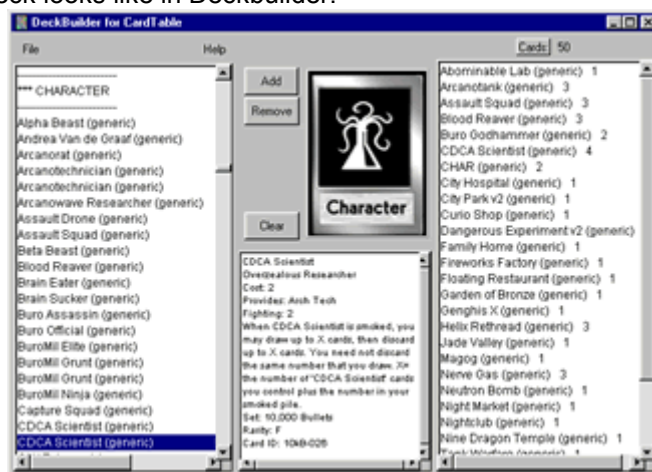 eck looks like in Deckbuilder?
DeckBuilder for CardTable
File
Help
Cards 50
*** CHARACTER
Alpha Beast (generic)
Andrea Van de Graaf (generic)
Arcanorat (generic)
Arcanotechnician (generic)
Arcanotechnician (generic)
Arcanowave Researcher (generic)
Assault Drone (generic)
Assault Squad (generic)
Beta Beast (generic)
Blood Reaver (generic)
Brain Eater (generic)
Brain Sucker (generic)
Buro Assassin (generic)
Buro Official (generic)
BuroMil Elite (generic)
BuroMil Grunt (generic)
BuroMil Grunt (generic)
BuroMil Ninja (generic)
Capture Squad (generic)
CDCA Scientist (generic)
CDCA Scientist (generic)
Add
Remove
Clear
Character
CDCA Scientist
Overzealous Researcher
Cost: 2
Provides: Arch Tech
Fighting: 2
When CDCA Scientist is smoked, you
may draw up to X cards, then discard
up to X cards. You need not discard
the same number that you draw. X=
the number of 'CDCA Scientist' cards
you control plus the number in your
smoked pile.
Set: 10,000 Bullets
Rarity: F
Card ID: 10kB-026
Abominable Lab (generic) 1
Arcanotank (generic) 3
Assault Squad (generic) 3
Blood Reaver (generic) 3
Buro Godhammer (generic) 2
CDCA Scientist (generic) 4
CHAR (generic) 2
City Hospital (generic) 1
City Park v2 (generic) 1
Curio Shop (generic) 1
Dangerous Experiment v2 (generic)
Family Home (generic) 1
Fireworks Factory (generic) 1
Floating Restaurant (generic) 1
Garden of Bronze (generic) 1
Genghis X (generic) 1
Helix Rethread (generic) 3
Jade Valley (generic) 1
Magog (generic) 1
Nerve Gas (generic) 3
Neutron Bomb (generic) 1
Night Market (generic) 1
Nightclub (generic) 1
Nine Dragon Temple (generic) 1
Tank Warfare (generic) 1